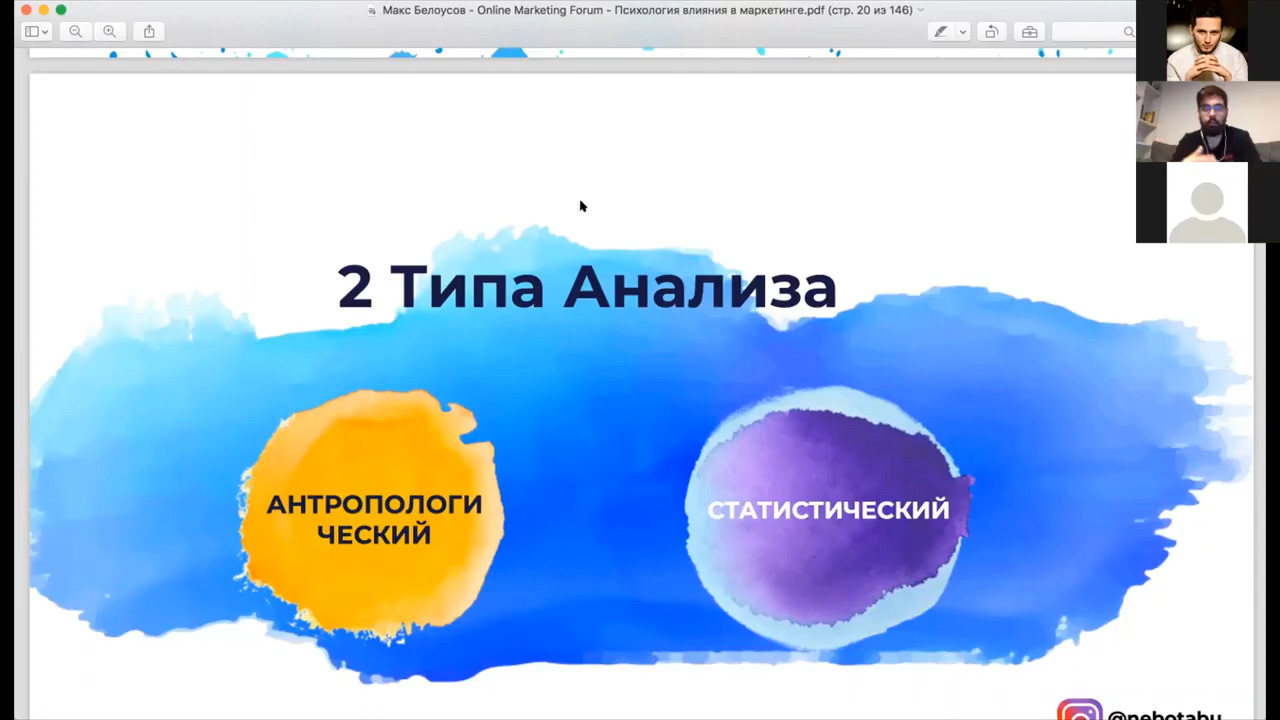 Макс Белоусов - Online Marketing Forum - Психология влияния в маркетинге.pdf (стр. 20 из 146)
2 Типа Анализа
АНТРОПОЛОГИ
ЧЕСКИЙ
СТАТИСТИЧЕСКИЙ
@nebotabu